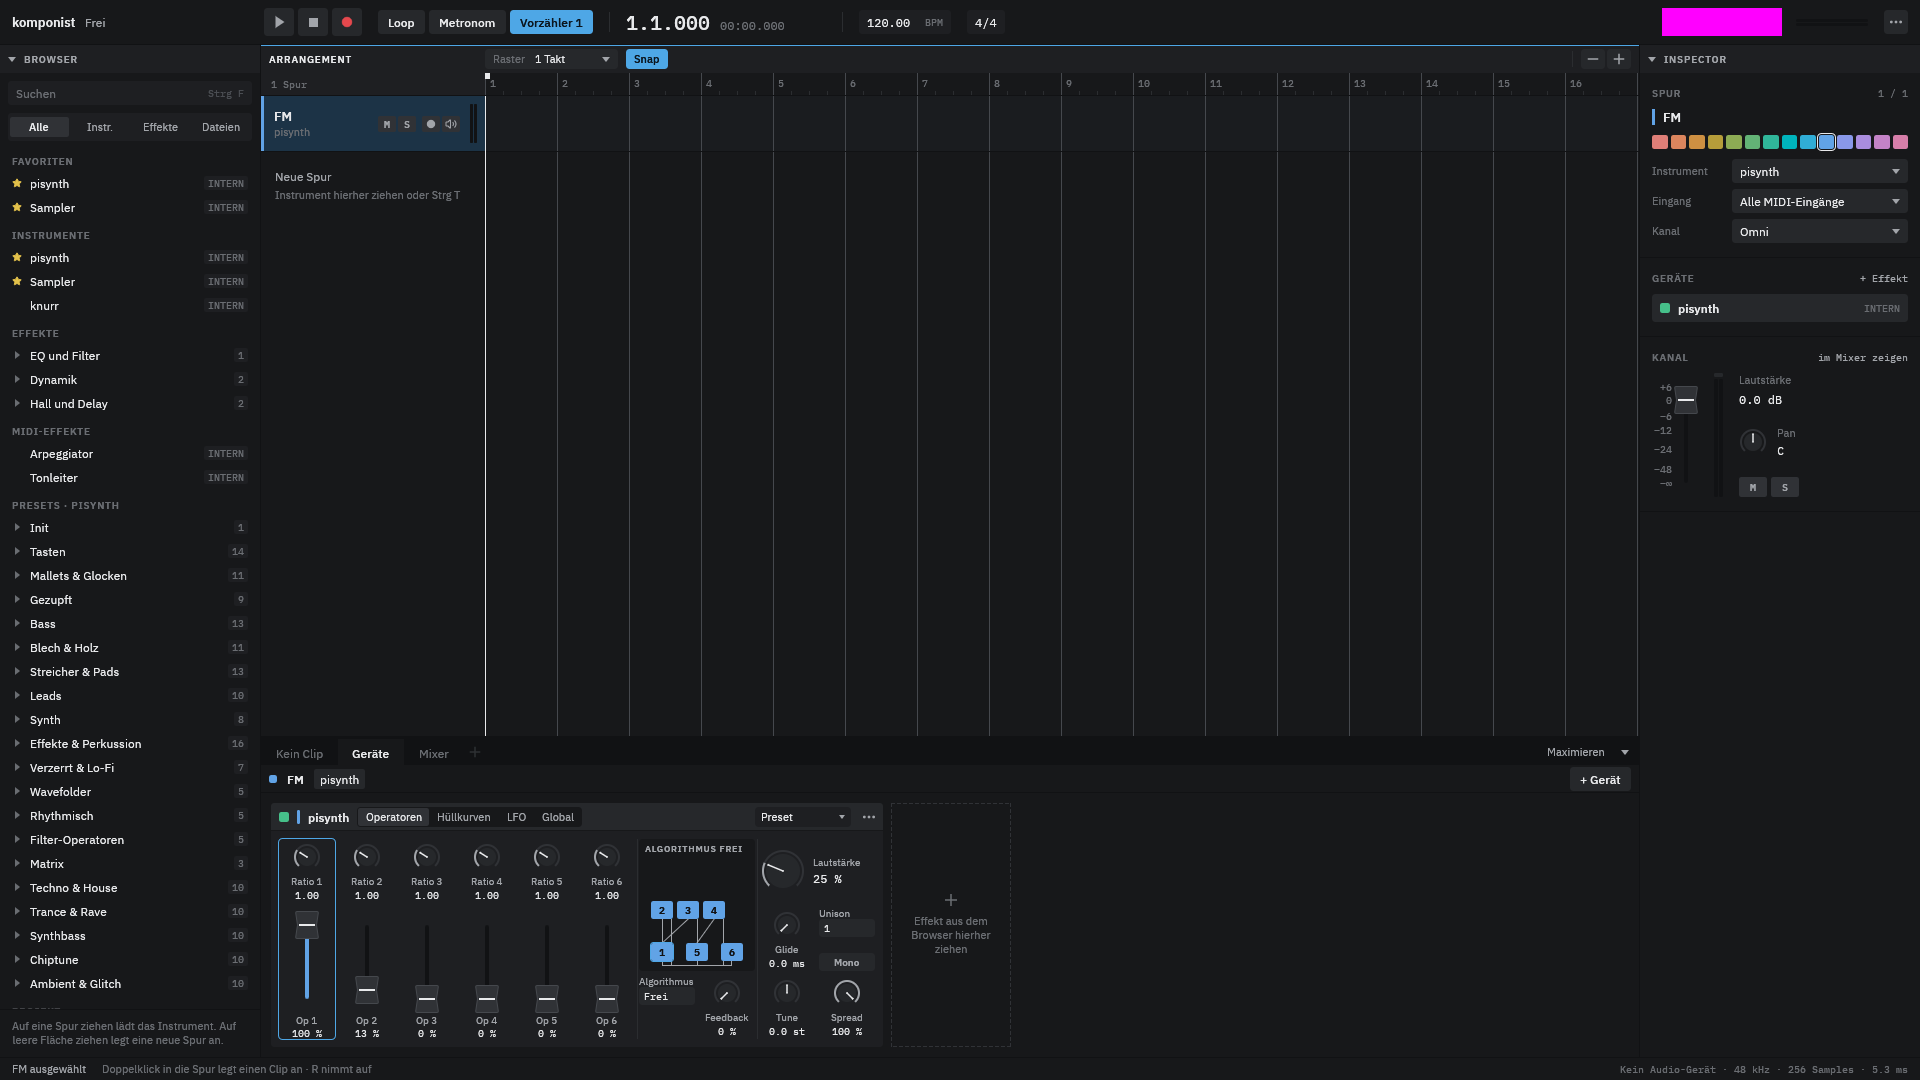 komponist Frei
Loop Metronom Vorzähler 1 1.1.000 00:00.000 120.00 BPM 4/4
BROWSER
Suchen Strg F
Alle Instr. Effekte Dateien
FAVORITEN
pisynth INTERN
Sampler INTERN
INSTRUMENTE
pisynth INTERN
Sampler INTERN
knurr INTERN
EFFEKTE
EQ und Filter 1
Dynamik 2
Hall und Delay 2
MIDI-EFFEKTE
Arpeggiator INTERN
Tonleiter INTERN
PRESETS · PISYNTH
Init 1
Tasten 14
Mallets & Glocken 11
Gezupft 9
Bass 13
Blech & Holz 11
Streicher & Pads 13
Leads 10
Synth 8
Effekte & Perkussion 16
Verzerrt & Lo-Fi 7
Wavefolder 5
Rhythmisch 5
Filter-Operatoren 5
Matrix 3
Techno & House 10
Trance & Rave 10
Synthbass 10
Chiptune 10
Ambient & Glitch 10
Auf eine Spur ziehen lädt das Instrument. Auf
leere Fläche ziehen legt eine neue Spur an.
ARRANGEMENT Raster 1 Takt Snap
1 Spur 1 2 3 4 5 6 7 8 9 10 11 12 13 14 15 16
FM
pisynth M S
Neue Spur
Instrument hierher ziehen oder Strg T
Kein Clip Geräte Mixer Maximieren
FM pisynth + Gerät
pisynth Operatoren Hüllkurven LFO Global Preset
Ratio 1 Ratio 2 Ratio 3 Ratio 4 Ratio 5 Ratio 6
1.00 1.00 1.00 1.00 1.00 1.00
Op 1 Op 2 Op 3 Op 4 Op 5 Op 6
100 % 13 % 0 % 0 % 0 % 0 %
ALGORITHMUS FREI
2 3 4
1 5 6
Algorithmus
Frei
Feedback
0 %
Lautstärke
25 %
Unison
1
Glide
0.0 ms
Mono
Tune
0.0 st
Spread
100 %
Effekt aus dem
Browser hierher
ziehen
INSPECTOR
SPUR 1 / 1
FM
Instrument pisynth
Eingang Alle MIDI-Eingänge
Kanal Omni
GERÄTE + Effekt
pisynth INTERN
KANAL im Mixer zeigen
+6
0
−6
−12
−24
−48
−∞
Lautstärke
0.0 dB
Pan
C
M S
FM ausgewählt Doppelklick in die Spur legt einen Clip an · R nimmt auf
Kein Audio-Gerät · 48 kHz · 256 Samples · 5.3 ms